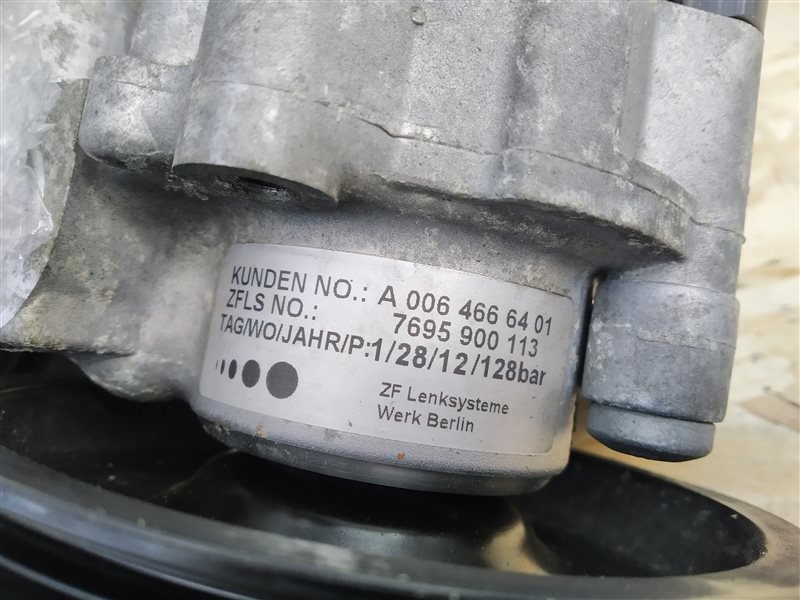 KUNDEN NO.: A 006 466 64 01
ZFLS NO.: 7695 900 113
TAG/WO/JAHR/P:1/28/12/128bar
ZF Lenksysteme
Werk Berlin